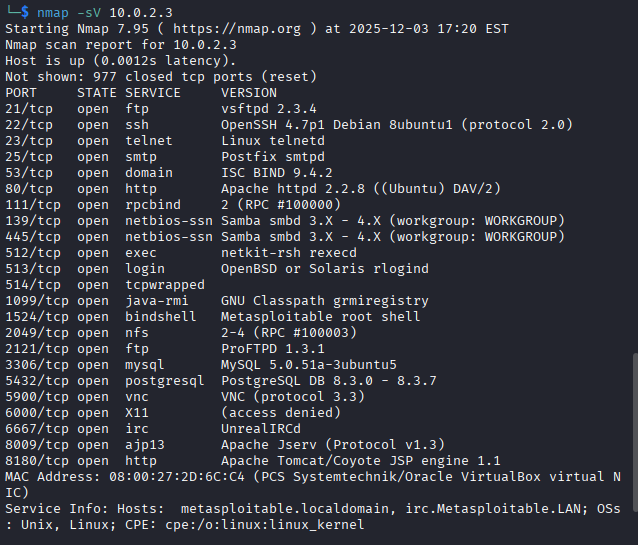 └─$ nmap -sV 10.0.2.3
Starting Nmap 7.95 ( https://nmap.org ) at 2025-12-03 17:20 EST
Nmap scan report for 10.0.2.3
Host is up (0.0012s latency).
Not shown: 977 closed tcp ports (reset)
PORT     STATE SERVICE     VERSION
21/tcp   open  ftp         vsftpd 2.3.4
22/tcp   open  ssh         OpenSSH 4.7p1 Debian 8ubuntu1 (protocol 2.0)
23/tcp   open  telnet      Linux telnetd
25/tcp   open  smtp        Postfix smtpd
53/tcp   open  domain      ISC BIND 9.4.2
80/tcp   open  http        Apache httpd 2.2.8 ((Ubuntu) DAV/2)
111/tcp  open  rpcbind     2 (RPC #100000)
139/tcp  open  netbios-ssn Samba smbd 3.X - 4.X (workgroup: WORKGROUP)
445/tcp  open  netbios-ssn Samba smbd 3.X - 4.X (workgroup: WORKGROUP)
512/tcp  open  exec        netkit-rsh rexecd
513/tcp  open  login       OpenBSD or Solaris rlogind
514/tcp  open  tcpwrapped
1099/tcp open  java-rmi    GNU Classpath grmiregistry
1524/tcp open  bindshell   Metasploitable root shell
2049/tcp open  nfs         2-4 (RPC #100003)
2121/tcp open  ftp         ProFTPD 1.3.1
3306/tcp open  mysql       MySQL 5.0.51a-3ubuntu5
5432/tcp open  postgresql  PostgreSQL DB 8.3.0 - 8.3.7
5900/tcp open  vnc         VNC (protocol 3.3)
6000/tcp open  X11         (access denied)
6667/tcp open  irc         UnrealIRCd
8009/tcp open  ajp13       Apache Jserv (Protocol v1.3)
8180/tcp open  http        Apache Tomcat/Coyote JSP engine 1.1
MAC Address: 08:00:27:2D:6C:C4 (PCS Systemtechnik/Oracle VirtualBox virtual N
IC)
Service Info: Hosts:  metasploitable.localdomain, irc.Metasploitable.LAN; OSs
: Unix, Linux; CPE: cpe:/o:linux:linux_kernel